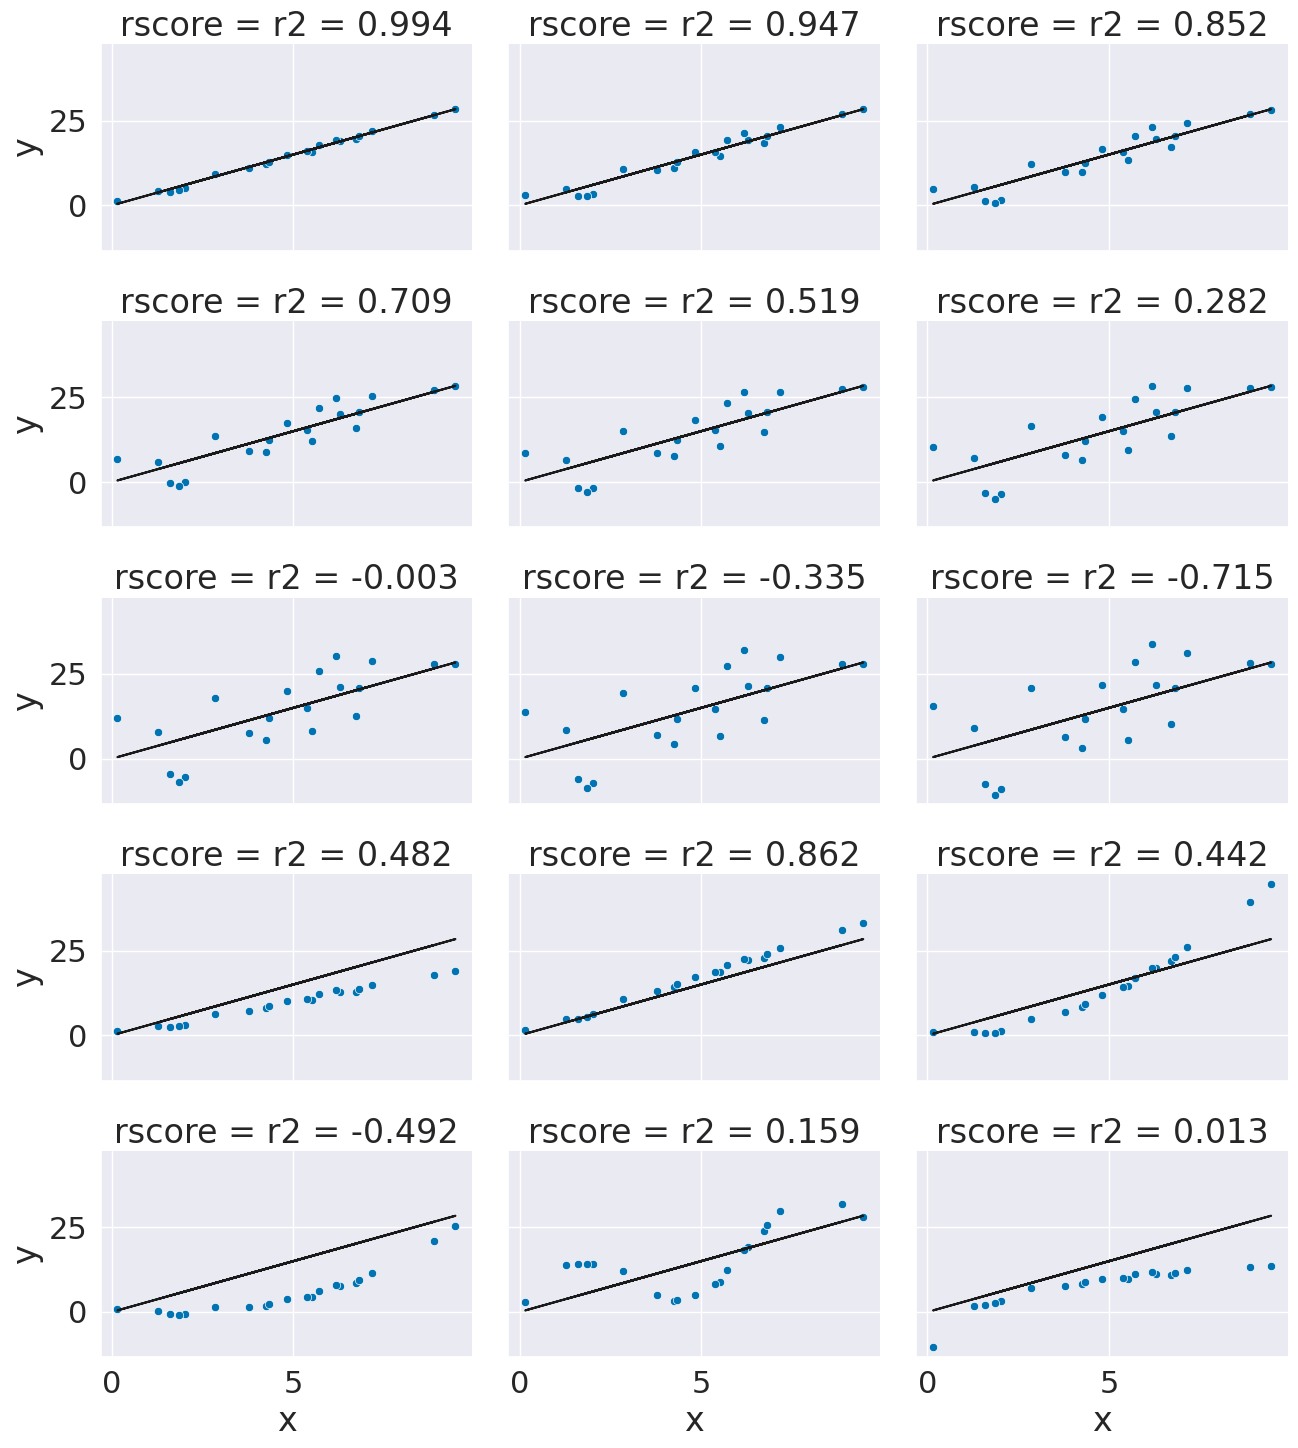 rscore = r2 = 0.994
rscore = r2 = 0.947
rscore = r2 = 0.852
25
0
y
rscore = r2 = 0.709
rscore = r2 = 0.519
rscore = r2 = 0.282
25
0
y
rscore = r2 = -0.003
rscore = r2 = -0.335
rscore = r2 = -0.715
25
0
y
rscore = r2 = 0.482
rscore = r2 = 0.862
rscore = r2 = 0.442
25
0
y
rscore = r2 = -0.492
rscore = r2 = 0.159
rscore = r2 = 0.013
25
0
y
0 5
0 5
0 5
x
x
x